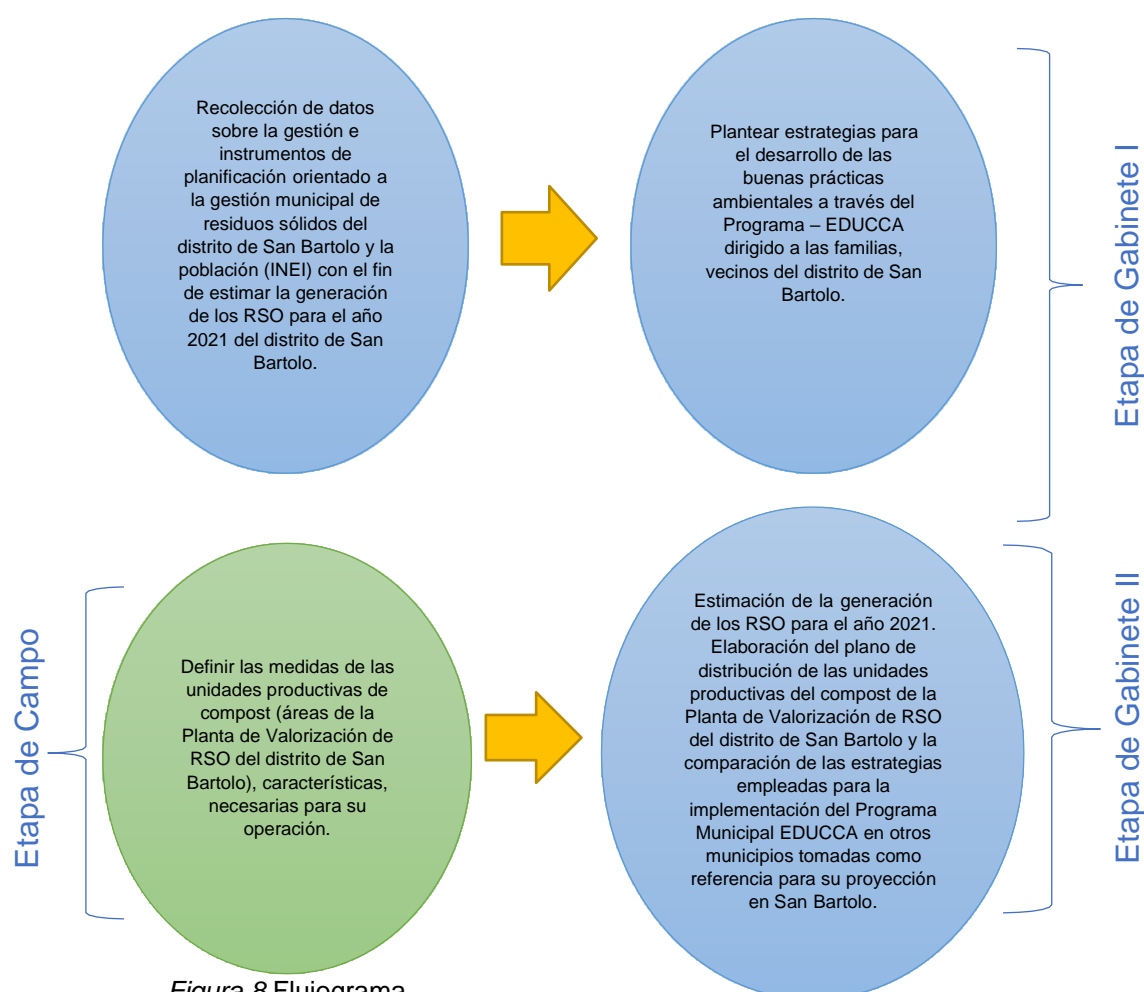 Recolección de datos
sobre la gestión e
instrumentos de
planificación orientado a
la gestión municipal de
residuos sólidos del
distrito de San Bartolo y la
población (INEI) con el fin
de estimar la generación
de los RSO para el año
2021 del distrito de San
Bartolo.
Plantear estrategias para
el desarrollo de las
buenas prácticas
ambientales a través del
Programa – EDUCCA
dirigido a las familias,
vecinos del distrito de San
Bartolo.
Etapa de Gabinete I
Etapa de Campo
Definir las medidas de las
unidades productivas de
compost (áreas de la
Planta de Valorización de
RSO del distrito de San
Bartolo), características,
necesarias para su
operación.
Estimación de la generación
de los RSO para el año 2021.
Elaboración del plano de
distribución de las unidades
productivas del compost de la
Planta de Valorización de RSO
del distrito de San Bartolo y la
comparación de las estrategias
empleadas para la
implementación del Programa
Municipal EDUCCA en otros
municipios tomadas como
referencia para su proyección
en San Bartolo.
Etapa de Gabinete II
Figura 8 Flujograma